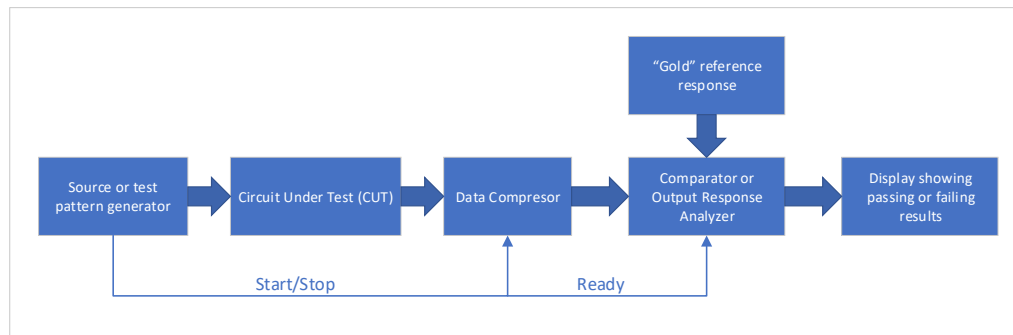 “Gold” reference
response
Source or test
pattern generator
Circuit Under Test (CUT)
Data Compresor
Comparator or
Output Response
Analyzer
Display showing
passing or failing
results
Start/Stop
Ready